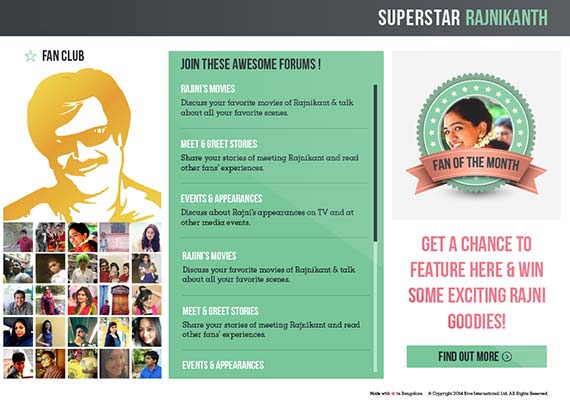 SUPERSTAR RAJNIKANTH
FAN CLUB
JOIN THESE AWESOME FORUMS !
RAJINI'S MOVIES
Discuss your favorite movies of Rajnikant & talk
about all your favorite scenes.
MEET & GREET STORIES
Share your stories of meeting Rajnikant and read
other fans' experiences.
EVENTS & APPEARANCES
Discuss about Rajni's appearances on TV and at
other media events.
RAJINI'S MOVIES
Discuss your favorite movies of Rajnikant & talk
about all your favorite scenes.
MEET & GREET STORIES
Share your stories of meeting Rajnikant and read
other fans' experiences.
EVENTS & APPEARANCES
FAN OF THE MONTH
GET A CHANCE TO
FEATURE HERE & WIN
SOME EXCITING RAJNI
GOODIES!
FIND OUT MORE
Made with in Bangalore. © Copyright 2014 Eros International Ltd, All Rights Reserved.